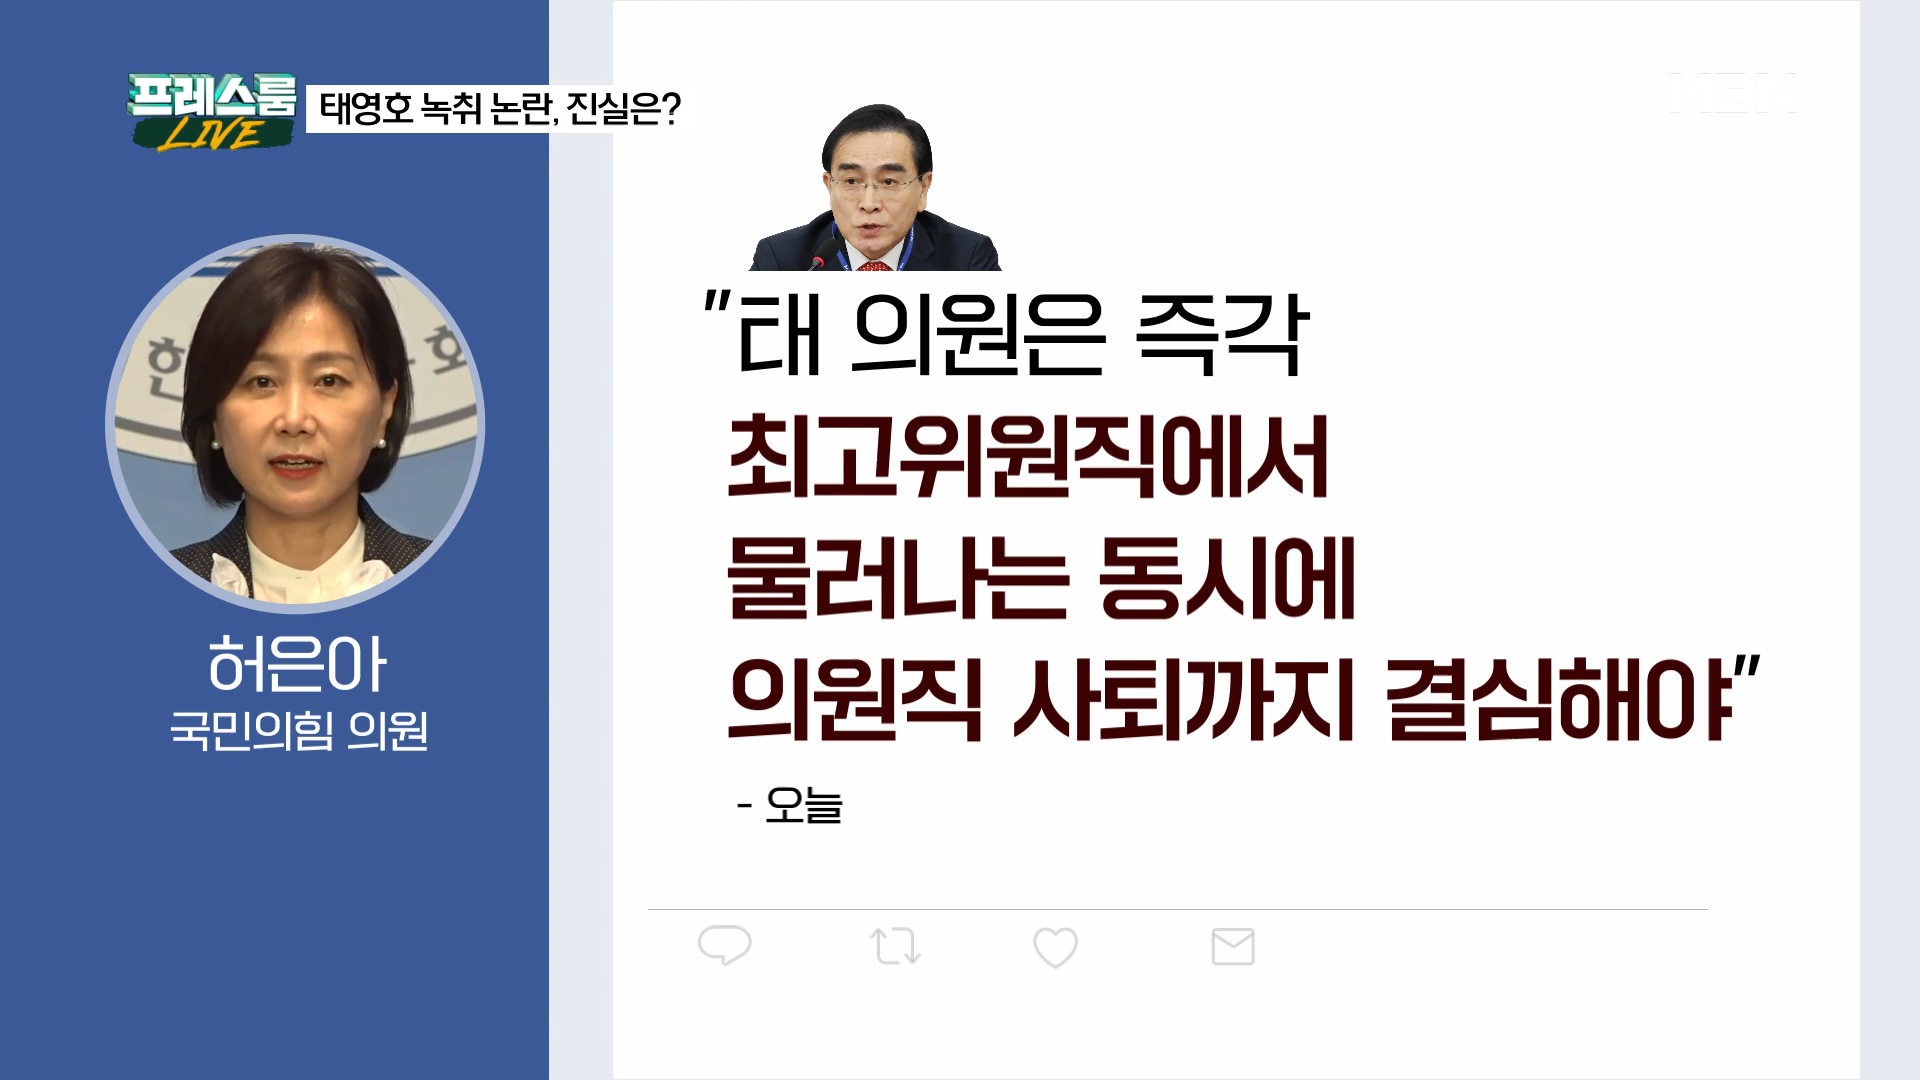 프레스룸
LIVE
태영호 녹취 논란, 진실은?
MBN
한
회
허은아
국민의힘 의원
"태 의원은 즉각
최고위원직에서
물러나는 동시에
의원직 사퇴까지 결심해야"
- 오늘